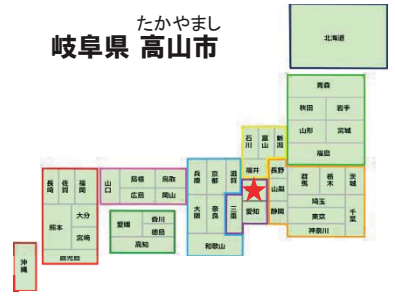 たかやまし
岐阜県 高山市
北海道
青森
秋田 岩手
山形 宮城
福島
石川 富山 新潟
福井
長野
山梨
静岡
愛知
群馬 栃木 茨城
埼玉
東京
神奈川
千葉
兵庫 京都 滋賀
大阪 奈良 三重
和歌山
山口 島根 鳥取
広島 岡山
愛媛 香川
徳島
高知
長崎 佐賀 福岡
熊本 大分
宮崎
鹿児島
沖縄